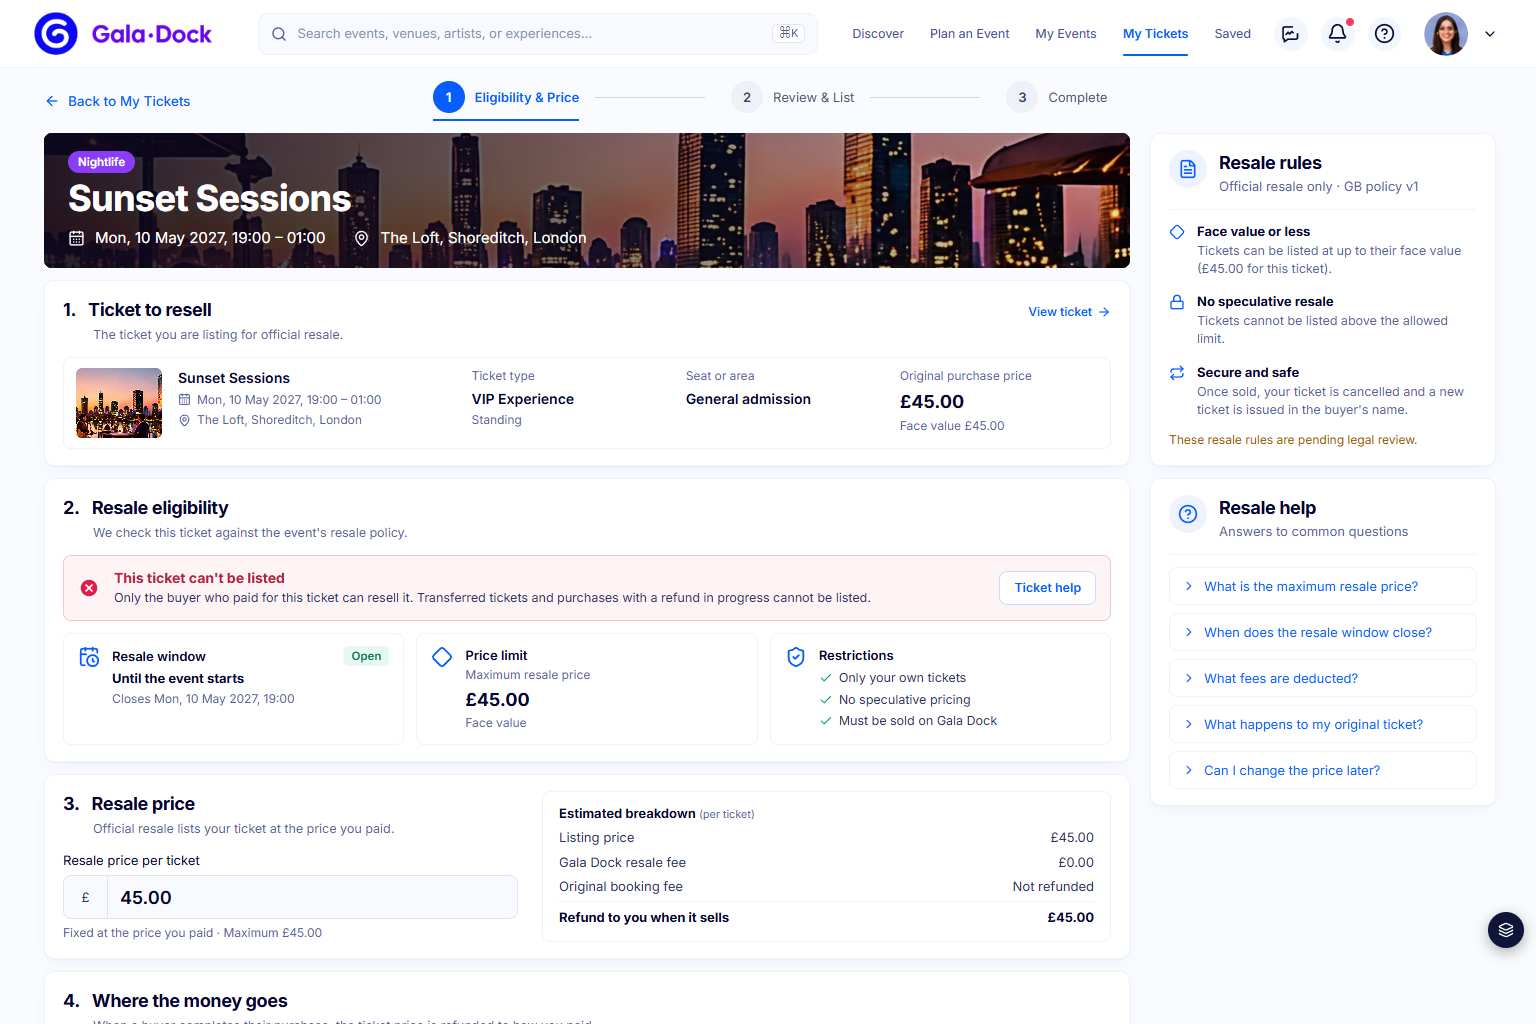 Gala·Dock
Search events, venues, artists, or experiences...
⌘K
Discover
Plan an Event
My Events
My Tickets
Saved
Back to My Tickets
1 Eligibility & Price
2 Review & List
3 Complete
Nightlife
Sunset Sessions
Mon, 10 May 2027, 19:00 – 01:00
The Loft, Shoreditch, London
1. Ticket to resell
The ticket you are listing for official resale.
View ticket
Sunset Sessions
Mon, 10 May 2027, 19:00 – 01:00
The Loft, Shoreditch, London
Ticket type
VIP Experience
Standing
Seat or area
General admission
Original purchase price
£45.00
Face value £45.00
2. Resale eligibility
We check this ticket against the event's resale policy.
This ticket can't be listed
Only the buyer who paid for this ticket can resell it. Transferred tickets and purchases with a refund in progress cannot be listed.
Ticket help
Resale window
Open
Until the event starts
Closes Mon, 10 May 2027, 19:00
Price limit
Maximum resale price
£45.00
Face value
Restrictions
Only your own tickets
No speculative pricing
Must be sold on Gala Dock
3. Resale price
Official resale lists your ticket at the price you paid.
Resale price per ticket
£ 45.00
Fixed at the price you paid · Maximum £45.00
Estimated breakdown (per ticket)
Listing price £45.00
Gala Dock resale fee £0.00
Original booking fee Not refunded
Refund to you when it sells £45.00
4. Where the money goes
When a buyer completes their purchase, the ticket price is refunded to how you paid.
Resale rules
Official resale only · GB policy v1
Face value or less
Tickets can be listed at up to their face value
(£45.00 for this ticket).
No speculative resale
Tickets cannot be listed above the allowed
limit.
Secure and safe
Once sold, your ticket is cancelled and a new
ticket is issued in the buyer's name.
These resale rules are pending legal review.
Resale help
Answers to common questions
What is the maximum resale price?
When does the resale window close?
What fees are deducted?
What happens to my original ticket?
Can I change the price later?